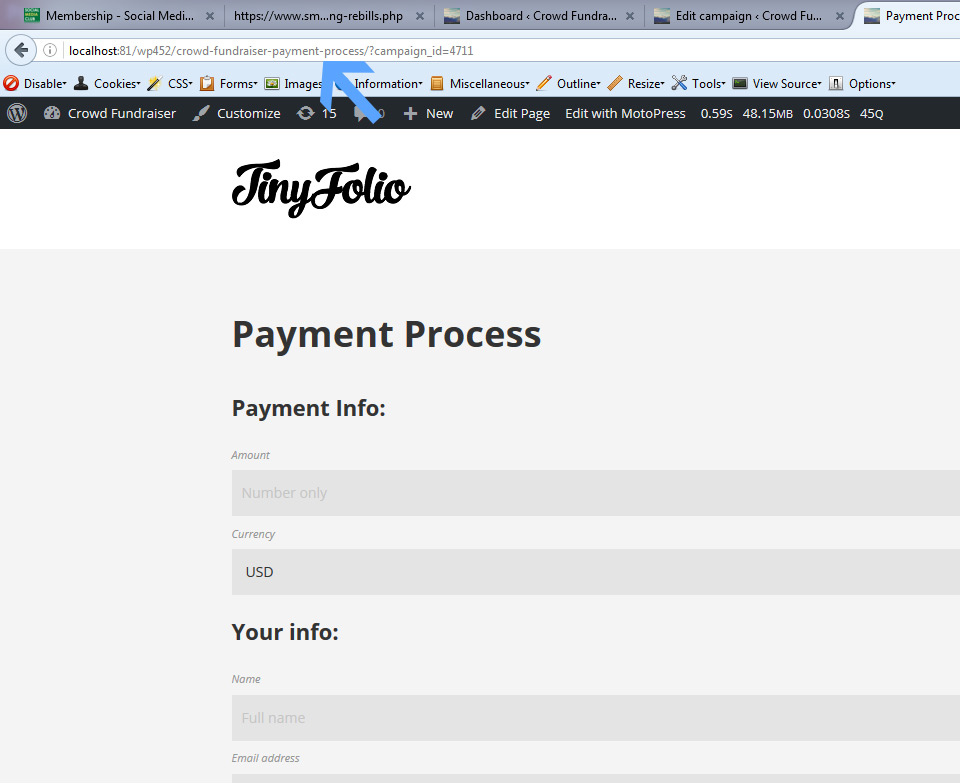 Membership - Social Medi... https://www.sm...ng-rebills.php Dashboard ‹ Crowd Fundra... Edit campaign ‹ Crowd Fu... Payment Proc
localhost:81/wp452/crowd-fundraiser-payment-process/?campaign_id=4711
Disable Cookies CSS Forms Images Information Miscellaneous Outline Resize Tools View Source Options
Crowd Fundraiser Customize 15 0 New Edit Page Edit with MotoPress 0.59S 48.15MB 0.0308S 45Q
TinyFolio
Payment Process
Payment Info:
Amount
Number only
Currency
USD
Your info:
Name
Full name
Email address